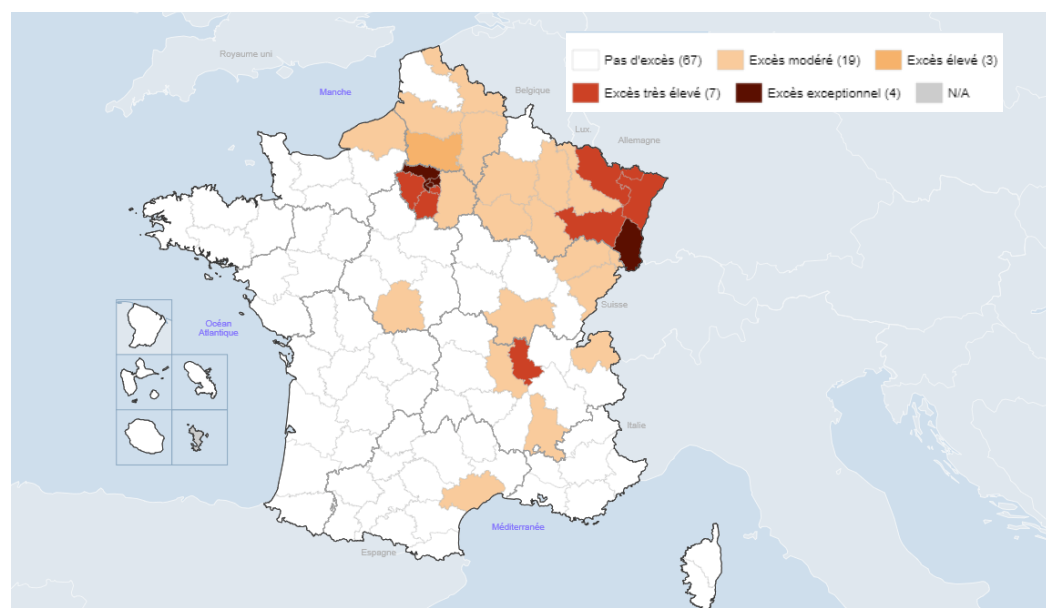 Royaume uni
Pas d'excès (67) Excès modéré (19) Excès élevé (3)
Excès très élevé (7) Excès exceptionnel (4) N/A
Manche
Belgique
Lux.
Allemagne
Suisse
Océan
Atlantique
Italie
Méditerranée
Espagne